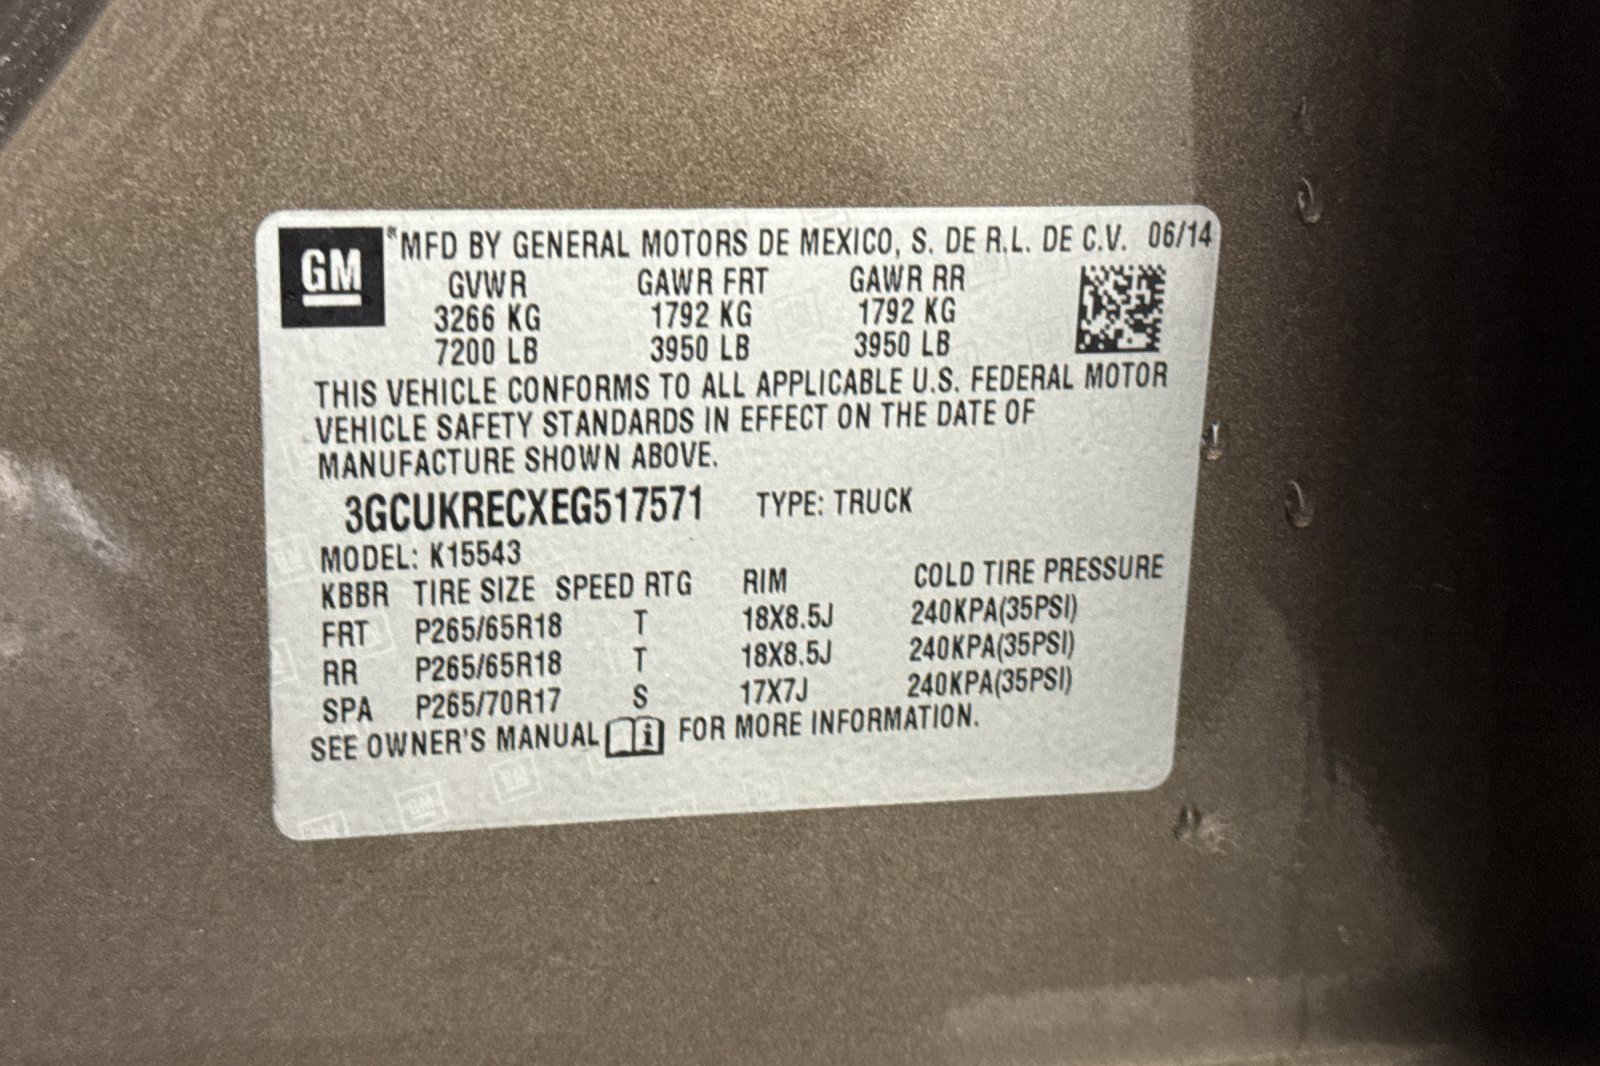 GM ®MFD BY GENERAL MOTORS DE MEXICO, S. DE R.L. DE C.V. 06/14
GVWR GAWR FRT GAWR RR
3266 KG 1792 KG 1792 KG
7200 LB 3950 LB 3950 LB
THIS VEHICLE CONFORMS TO ALL APPLICABLE U.S. FEDERAL MOTOR
VEHICLE SAFETY STANDARDS IN EFFECT ON THE DATE OF
MANUFACTURE SHOWN ABOVE.
3GCUKRECXEG517571 TYPE: TRUCK
MODEL: K15543
KBBR TIRE SIZE SPEED RTG RIM COLD TIRE PRESSURE
FRT P265/65R18 T 18X8.5J 240KPA(35PSI)
RR P265/65R18 T 18X8.5J 240KPA(35PSI)
SPA P265/70R17 S 17X7J 240KPA(35PSI)
SEE OWNER'S MANUAL i FOR MORE INFORMATION.